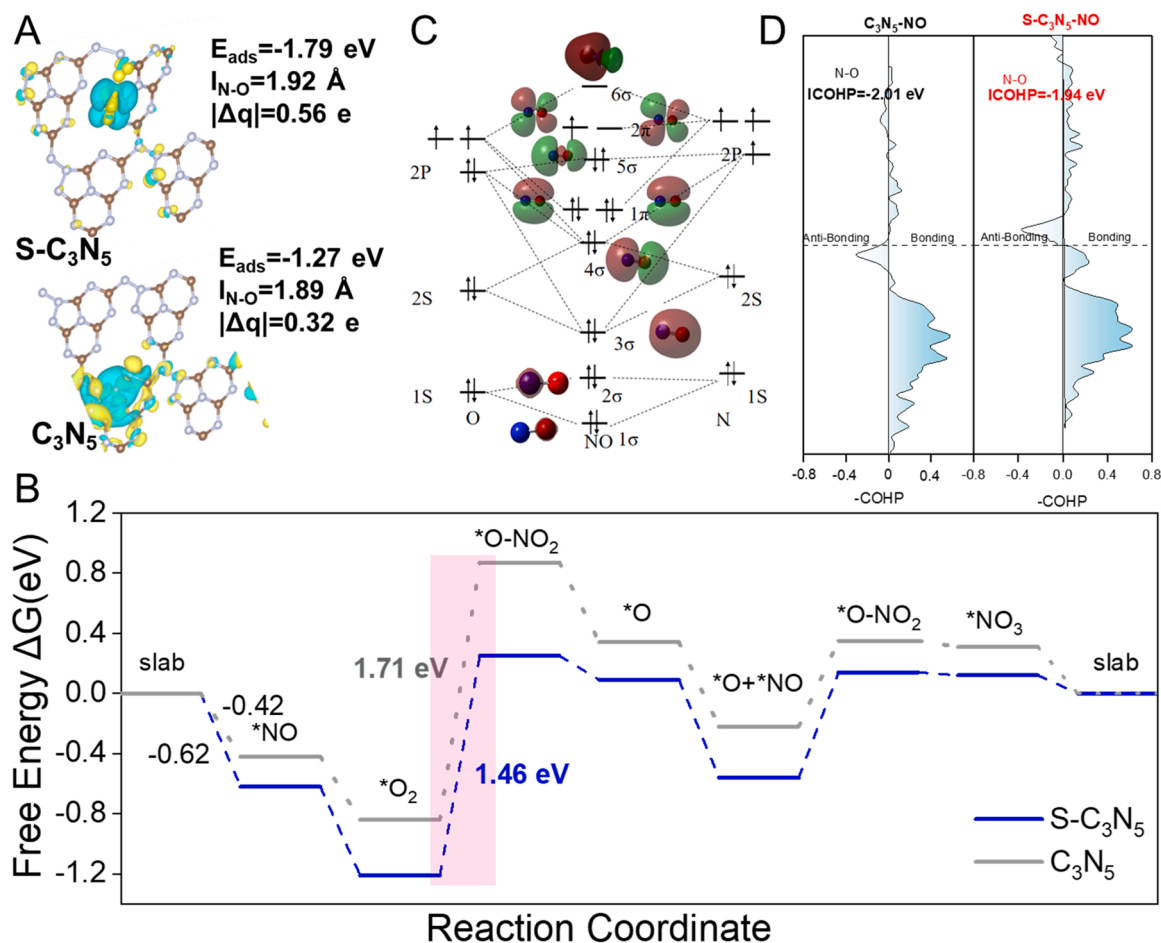 A
E_ads=-1.79 eV
I_N-O=1.92 Å
|Δq|=0.56 e
S-C₃N₅
E_ads=-1.27 eV
I_N-O=1.89 Å
|Δq|=0.32 e
C₃N₅
C
6σ
2π
2P
5σ
2P
1π
4σ
2S
2S
3σ
1S
2σ
1S
O
NO
1σ
N
D
C₃N₅-NO
S-C₃N₅-NO
N-O
ICOHP=-2.01 eV
N-O
ICOHP=-1.94 eV
Anti-Bonding
Bonding
Anti-Bonding
Bonding
-0.8
-0.4
0
0.4
-0.8
-0.4
0.0
0.4
0.8
-COHP
-COHP
B
Free Energy ΔG(eV)
1.2
0.8
0.4
0.0
-0.4
-0.8
-1.2
slab
-0.42
-0.62
*NO
*O₂
1.71 eV
1.46 eV
*O-NO₂
*O
*O+*NO
*O-NO₂
*NO₃
slab
S-C₃N₅
C₃N₅
Reaction Coordinate